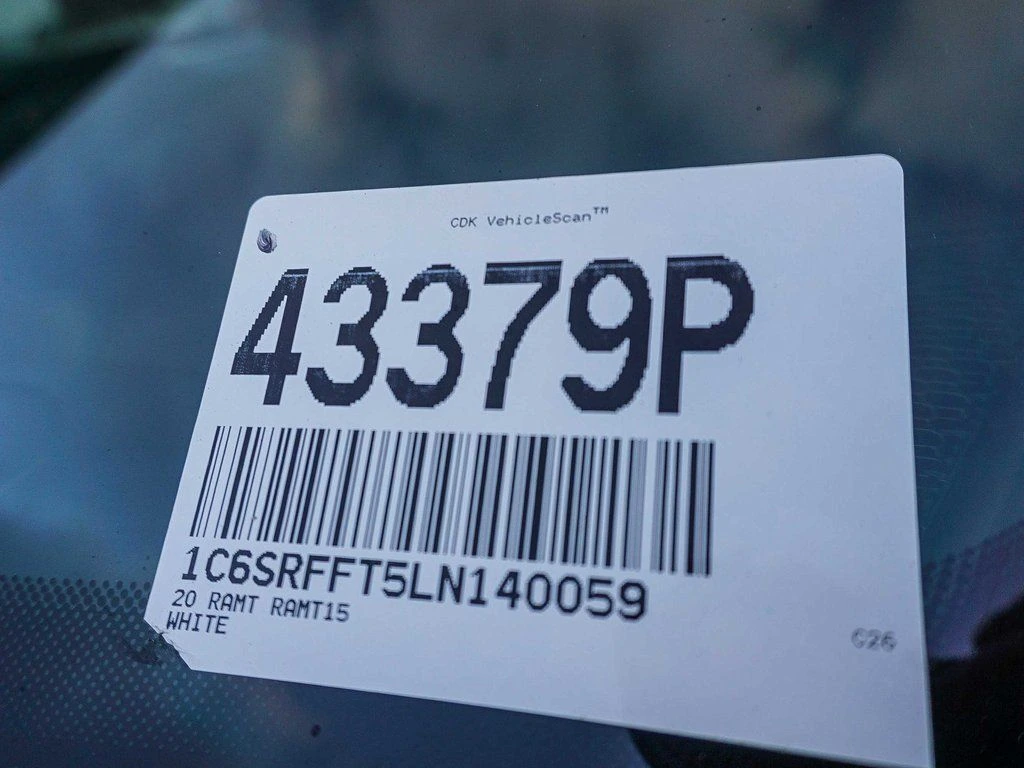 CDK VehicleScan™
43379P
1C6SRFFT5LN140059
20 RAMT RAMT15
WHITE
C26